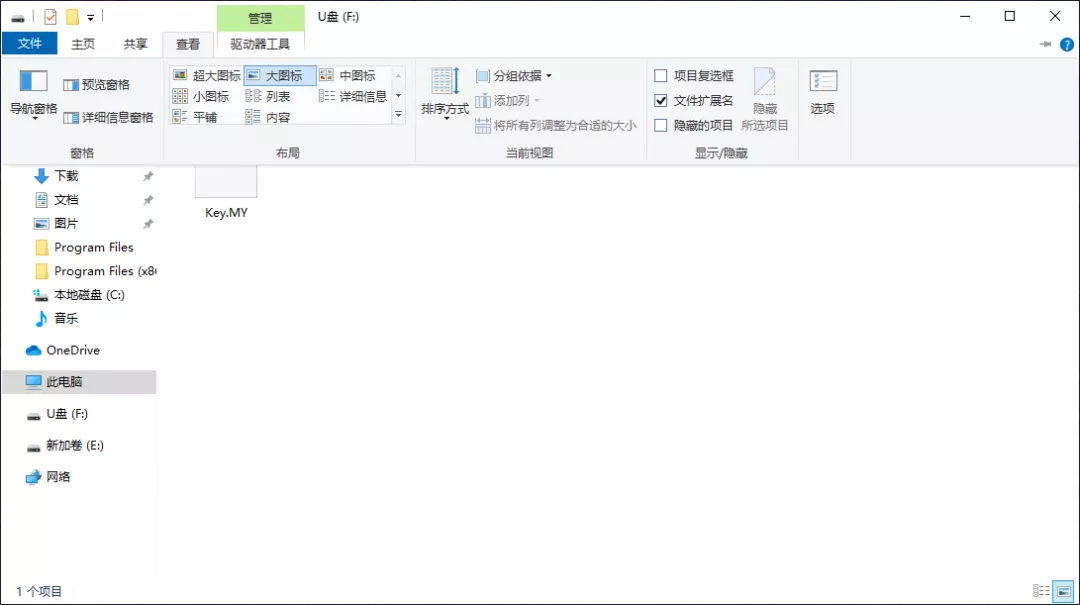 管理
U盘 (F:)
文件
主页
共享
查看
驱动器工具
导航窗格
预览窗格
详细信息窗格
窗格
超大图标
大图标
中图标
小图标
列表
详细信息
平铺
内容
布局
排序方式
分组依据
添加列
将所有列调整为合适的大小
当前视图
项目复选框
文件扩展名
隐藏的项目
隐藏
所选项目
显示/隐藏
选项
下载
文档
图片
Program Files
Program Files (x86
本地磁盘 (C:)
音乐
OneDrive
此电脑
U盘 (F:)
新加卷 (E:)
网络
Key.MY
1 个项目